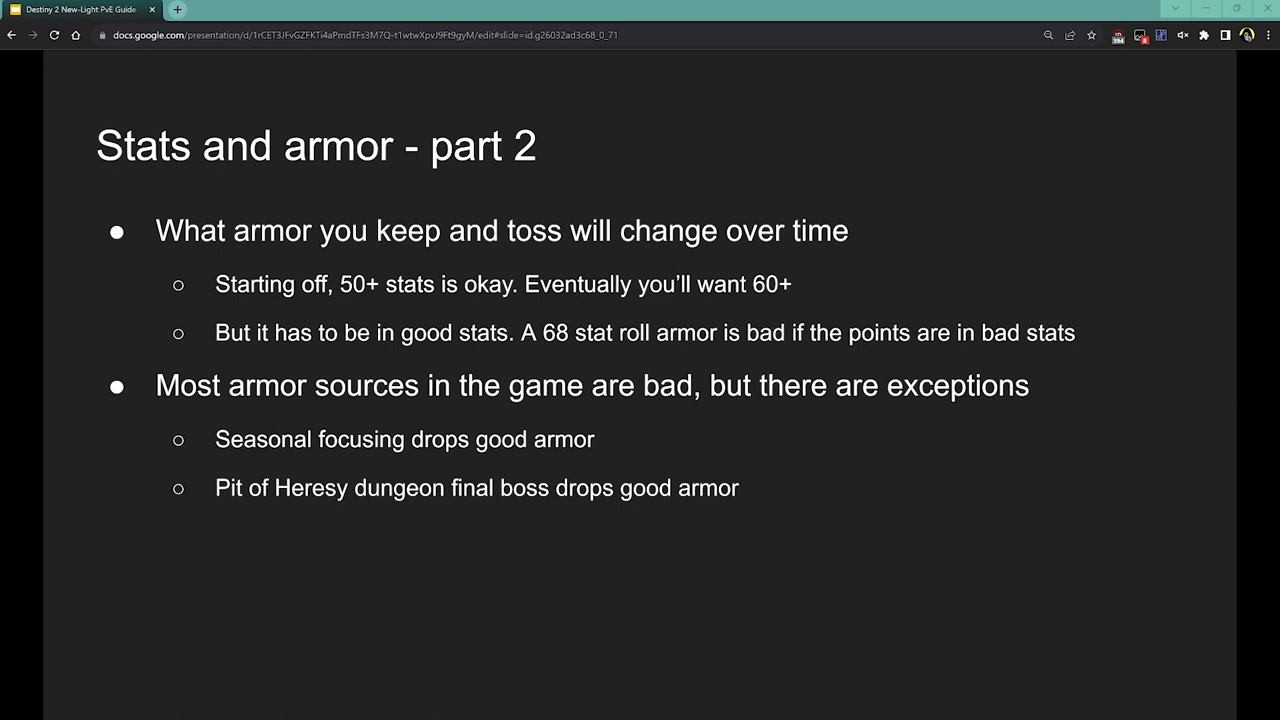 Destiny 2 New-Light PvE Guide
docs.google.com/presentation/d/1rCET3JFvGZFKTi4aPmdTFs3M7Q-t1wtwXpvJ9Ft9gyM/edit#slide=id.g26032ad3c68_0_71
194
8
Stats and armor - part 2
● What armor you keep and toss will change over time
○ Starting off, 50+ stats is okay. Eventually you’ll want 60+
○ But it has to be in good stats. A 68 stat roll armor is bad if the points are in bad stats
● Most armor sources in the game are bad, but there are exceptions
○ Seasonal focusing drops good armor
○ Pit of Heresy dungeon final boss drops good armor